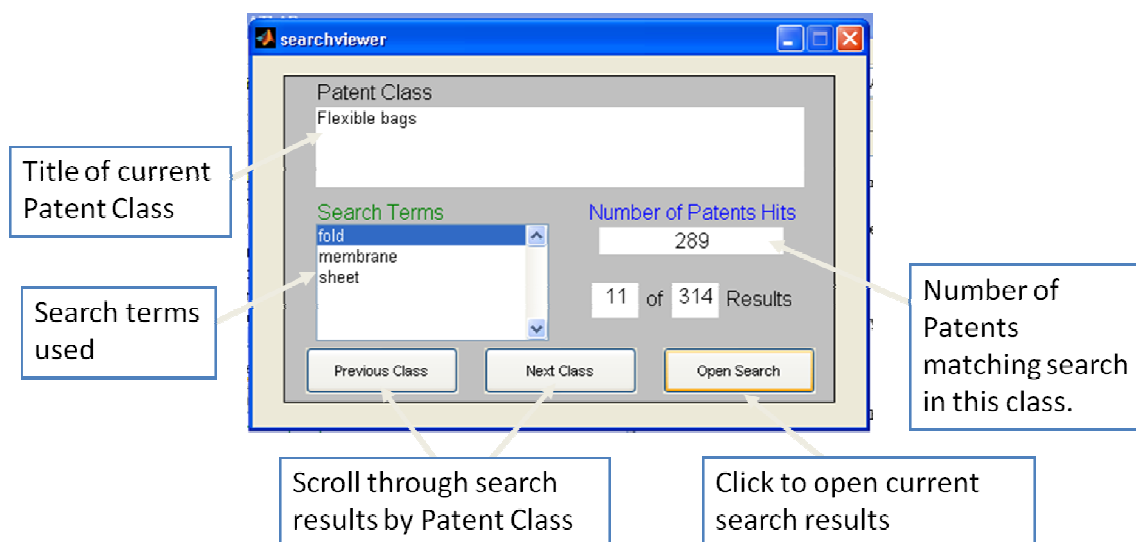 searchviewer
Patent Class
Flexible bags
Title of current
Patent Class
Search Terms
fold
membrane
sheet
Number of Patents Hits
289
11 of 314 Results
Search terms
used
Number of
Patents
matching search
in this class.
Previous Class
Next Class
Open Search
Scroll through search
results by Patent Class
Click to open current
search results